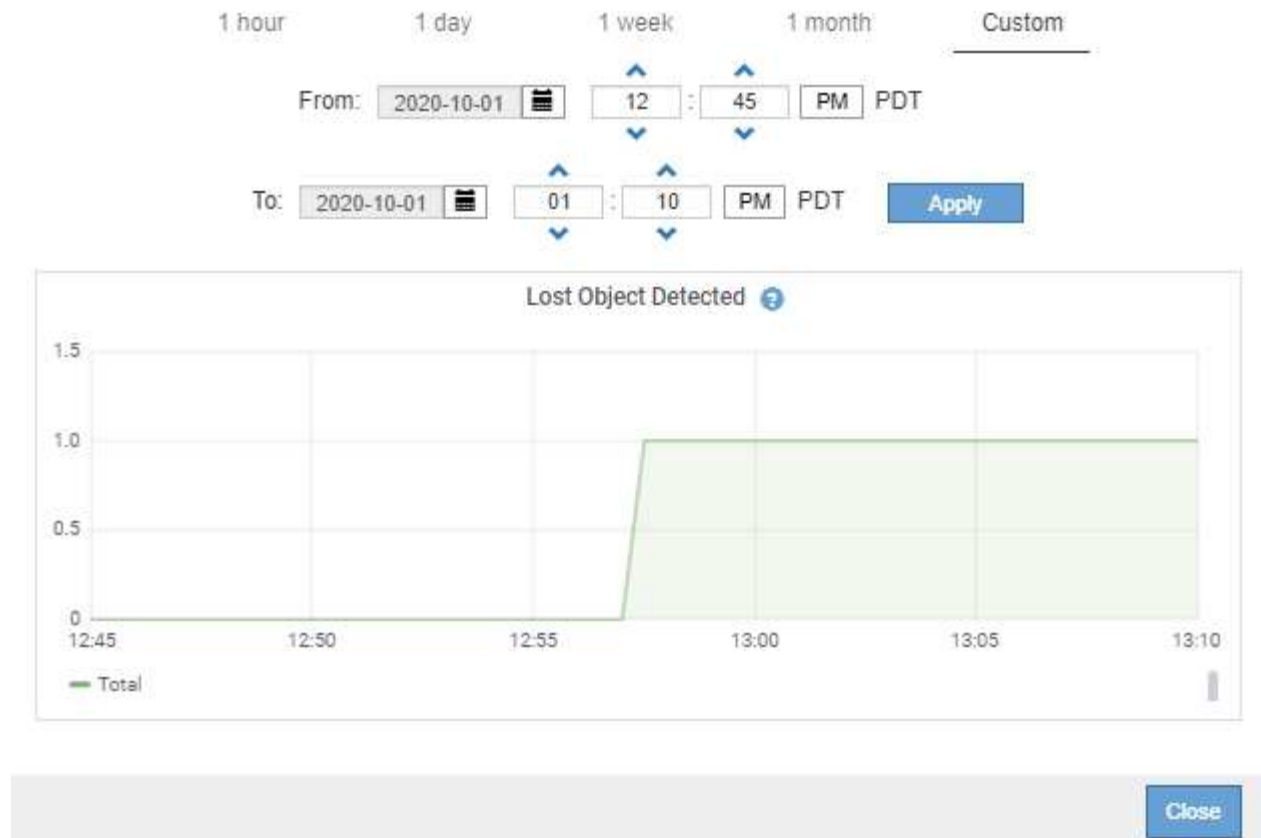 1 hour 1 day 1 week 1 month Custom
From: 2020-10-01 12 : 45 PM PDT
To: 2020-10-01 01 : 10 PM PDT Apply
Lost Object Detected ?
1.5
1.0
0.5
0
12:45 12:50 12:55 13:00 13:05 13:10
Total
Close